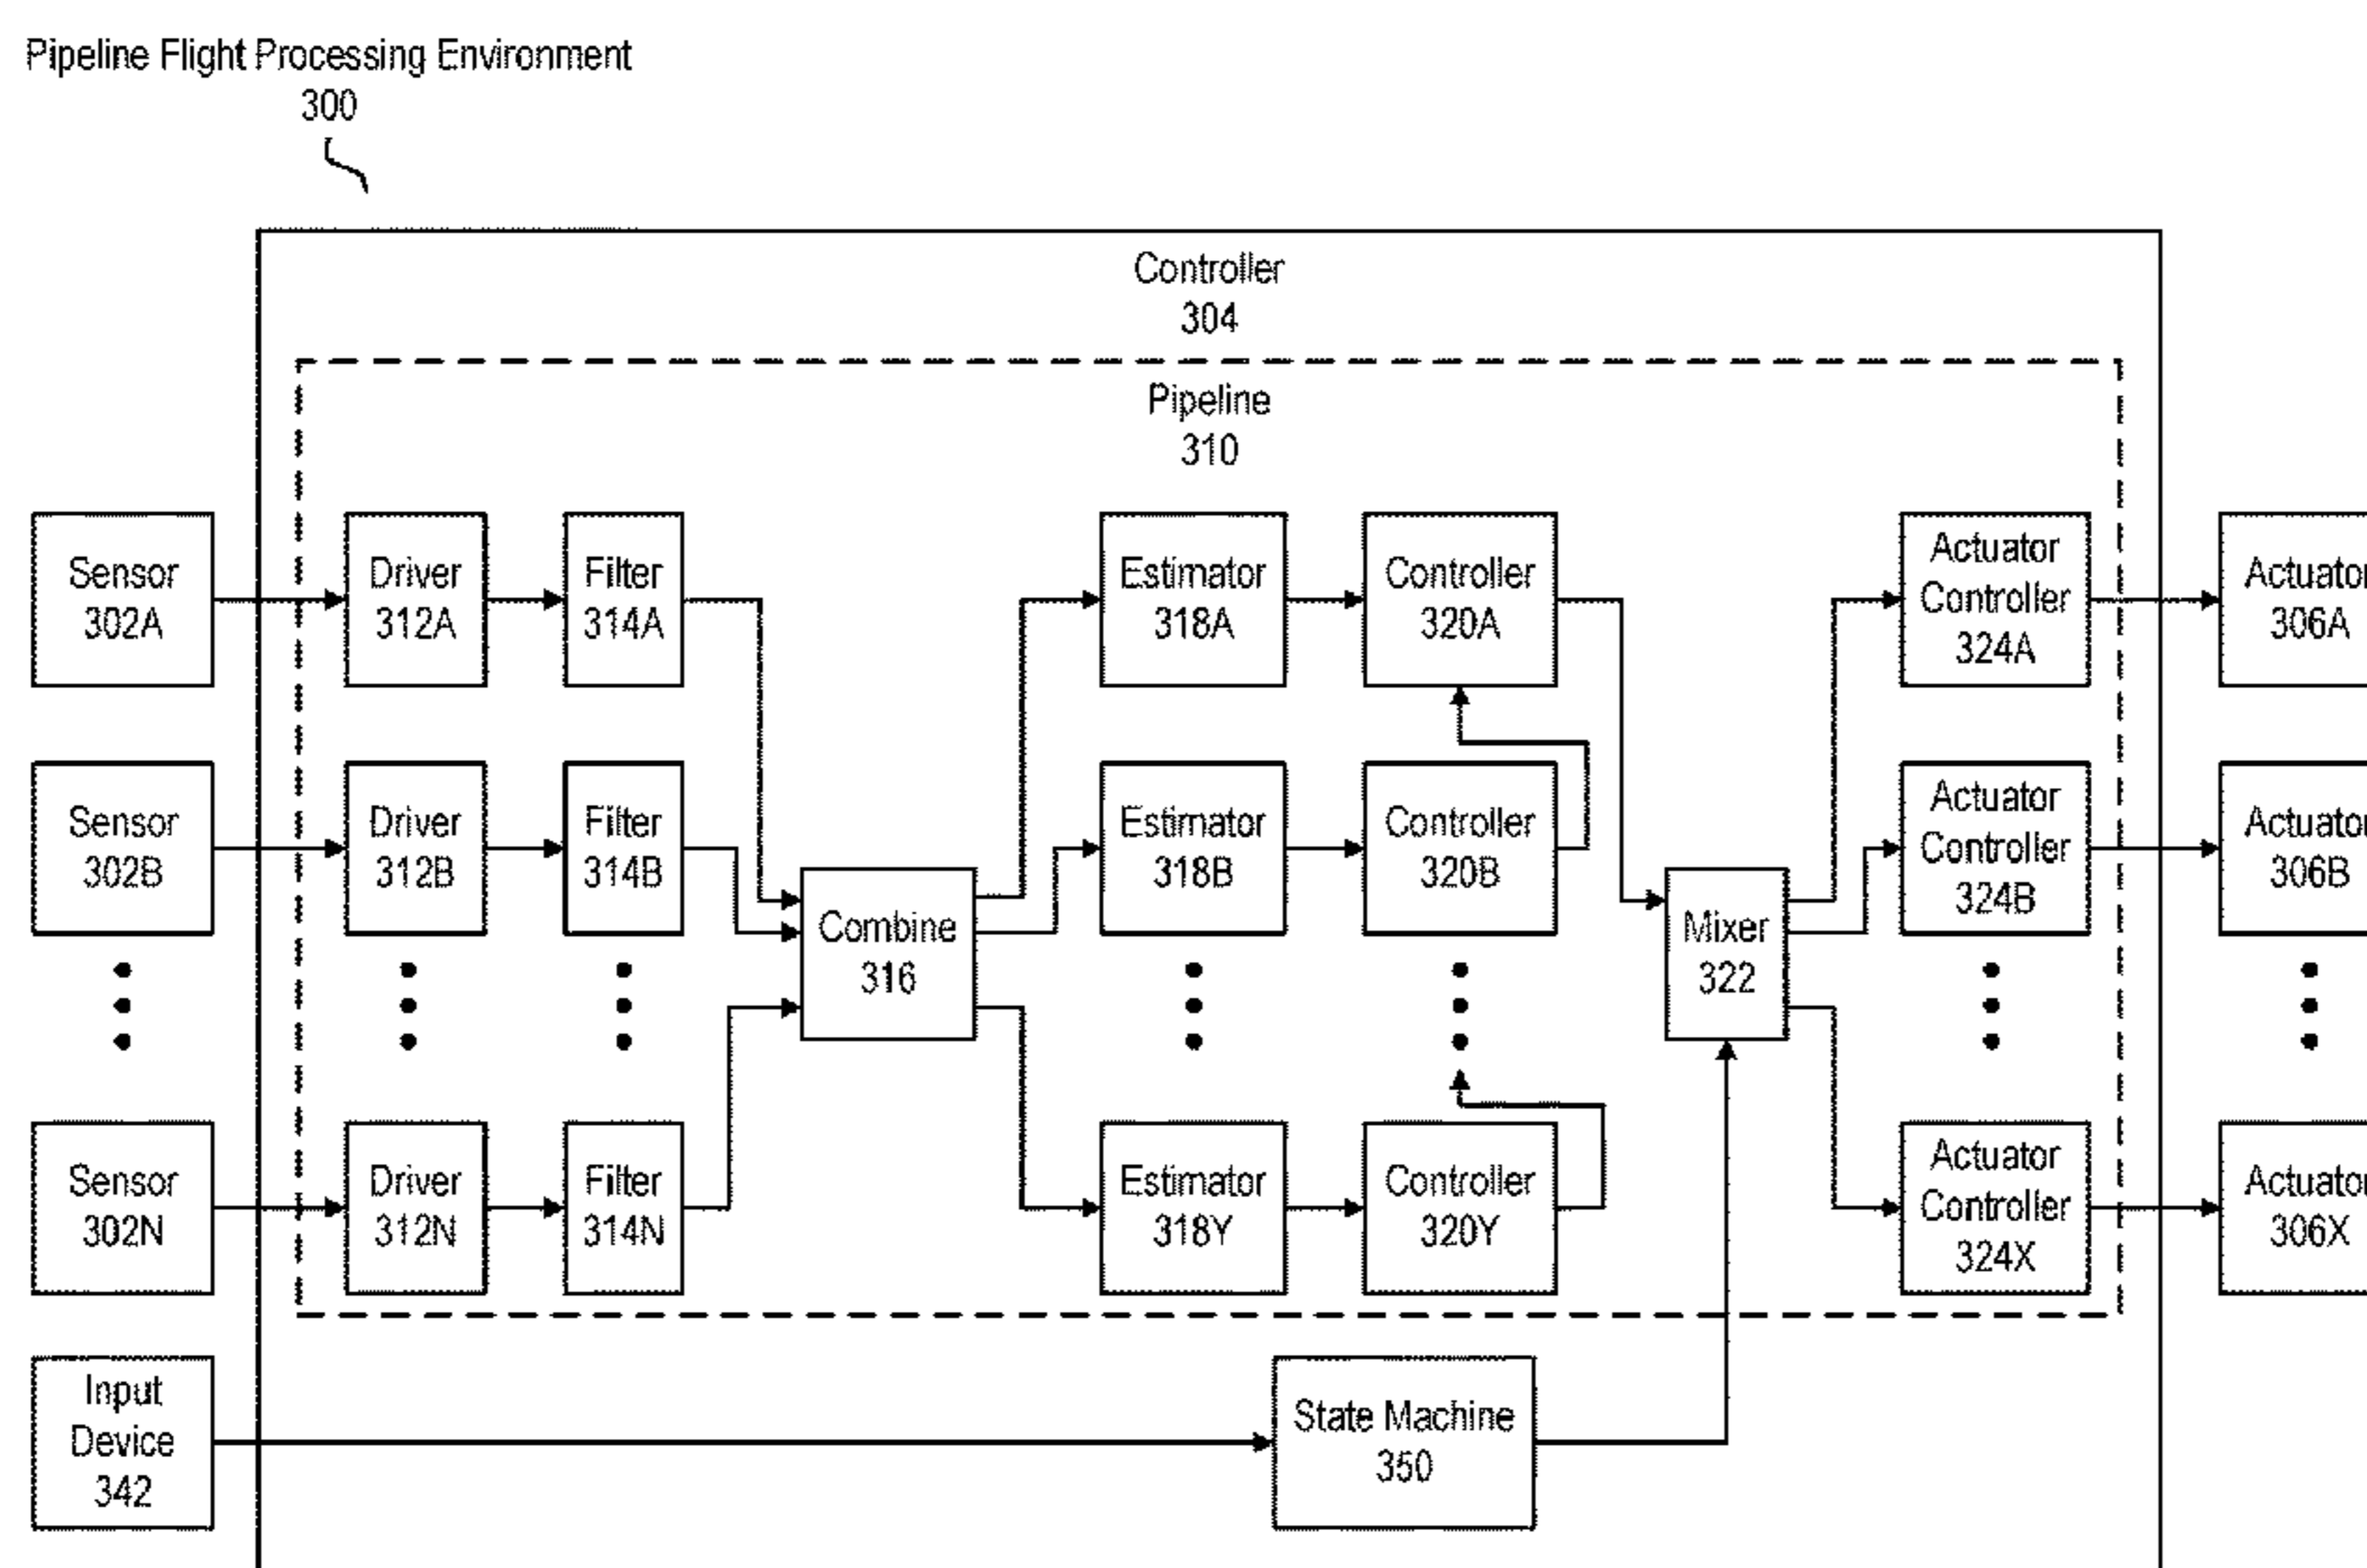 Pipeline Flight Processing Environment
300
Controller
304
Pipeline
310
Sensor
302A
Driver
312A
Filter
314A
Estimator
318A
Controller
320A
Actuator
Controller
324A
Actuator
306A
Sensor
302B
Driver
312B
Filter
314B
Combine
316
Estimator
318B
Controller
320B
Mixer
322
Actuator
Controller
324B
Actuator
306B
Sensor
302N
Driver
312N
Filter
314N
Estimator
318Y
Controller
320Y
Actuator
Controller
324X
Actuator
306X
Input
Device
342
State Machine
350